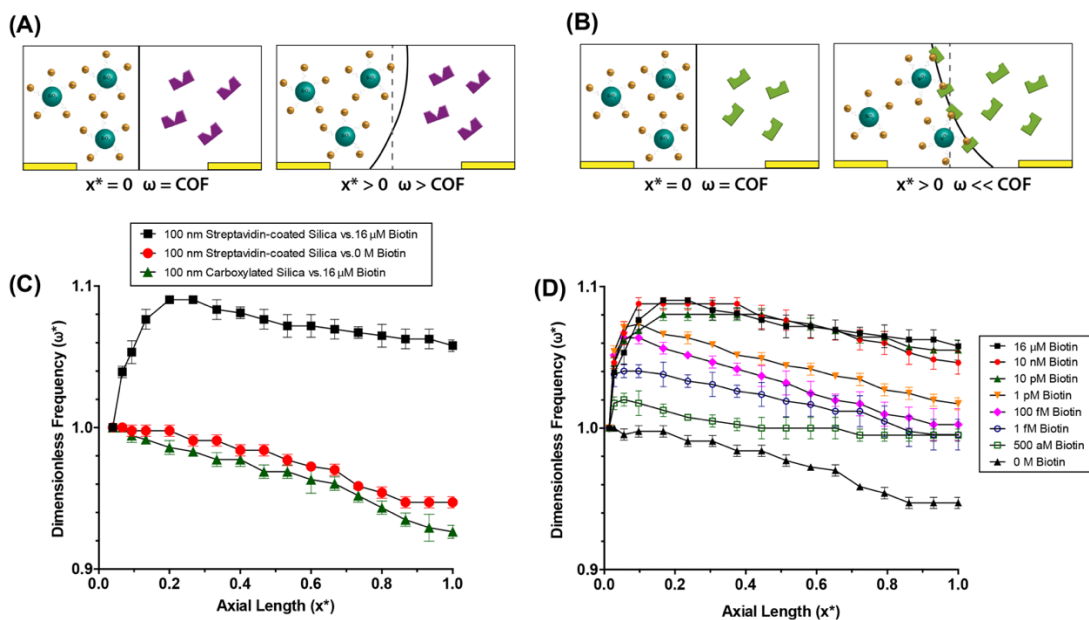 (A)
x* = 0 ω = COF
x* > 0 ω > COF
(B)
x* = 0 ω = COF
x* > 0 ω << COF
(C)
100 nm Streptavidin-coated Silica vs.16 μM Biotin
100 nm Streptavidin-coated Silica vs.0 M Biotin
100 nm Carboxylated Silica vs.16 μM Biotin
Dimensionless Frequency (ω*)
1.1
1.0
0.9
0.0 0.2 0.4 0.6 0.8 1.0
Axial Length (x*)
(D)
Dimensionless Frequency (ω*)
1.1
1.0
0.9
0.0 0.2 0.4 0.6 0.8 1.0
Axial Length (x*)
16 μM Biotin
10 nM Biotin
10 pM Biotin
1 pM Biotin
100 fM Biotin
1 fM Biotin
500 aM Biotin
0 M Biotin